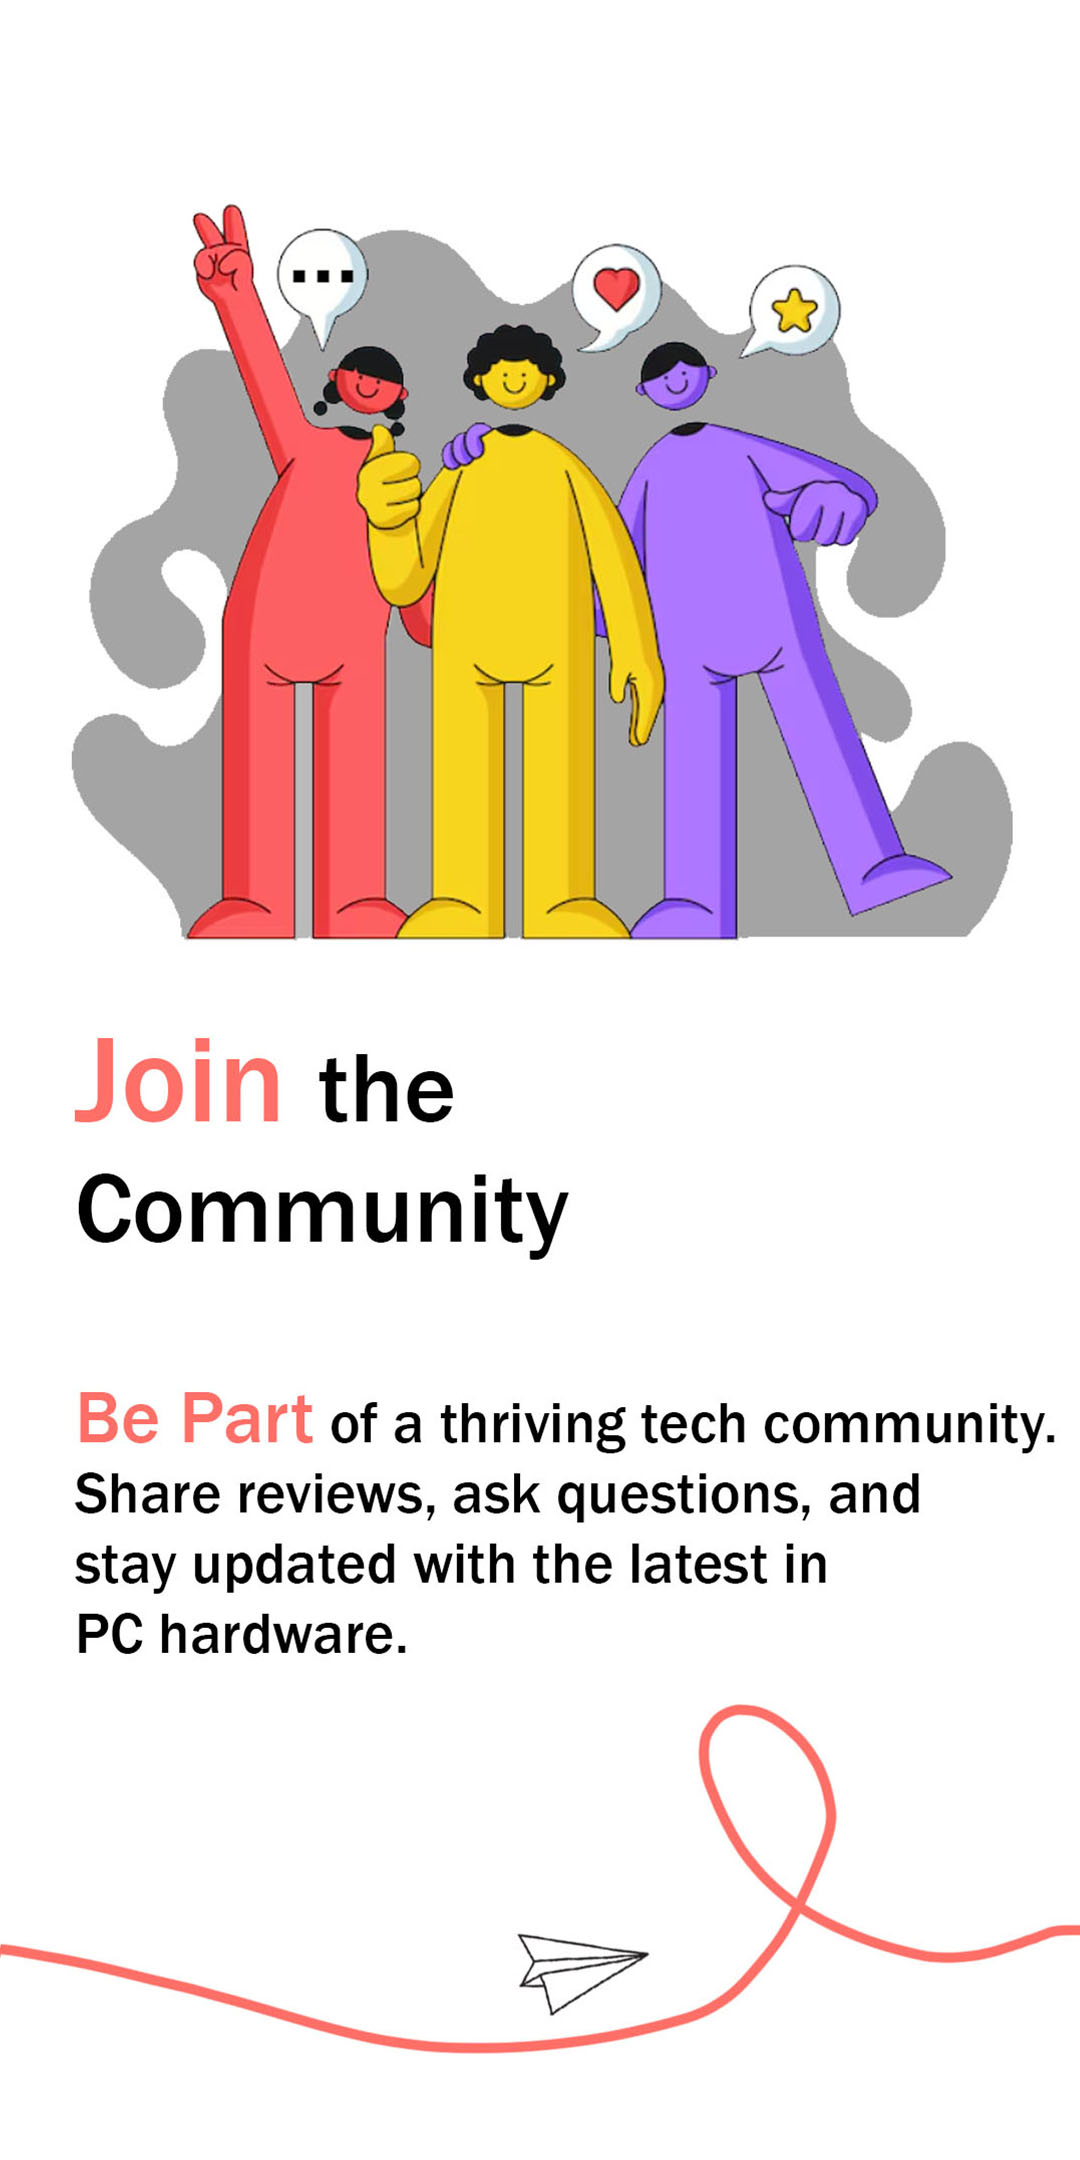 Join the
Community
Be Part of a thriving tech community.
Share reviews, ask questions, and
stay updated with the latest in
PC hardware.